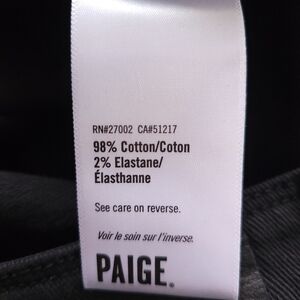 RN#27002 CA#51217
98% Cotton/Coton
2% Elastane/
Élasthanne
See care on reverse.
Voir le soin sur l'inverse.
PAIGE®